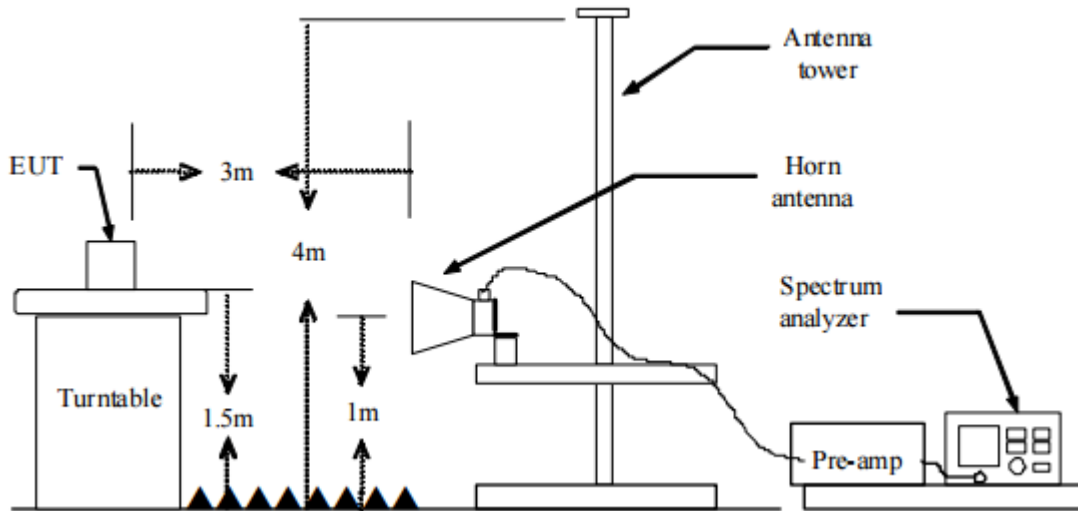 Antenna
tower
EUT
3m
Horn
antenna
4m
Spectrum
analyzer
Turntable
1.5m
1m
Pre-amp